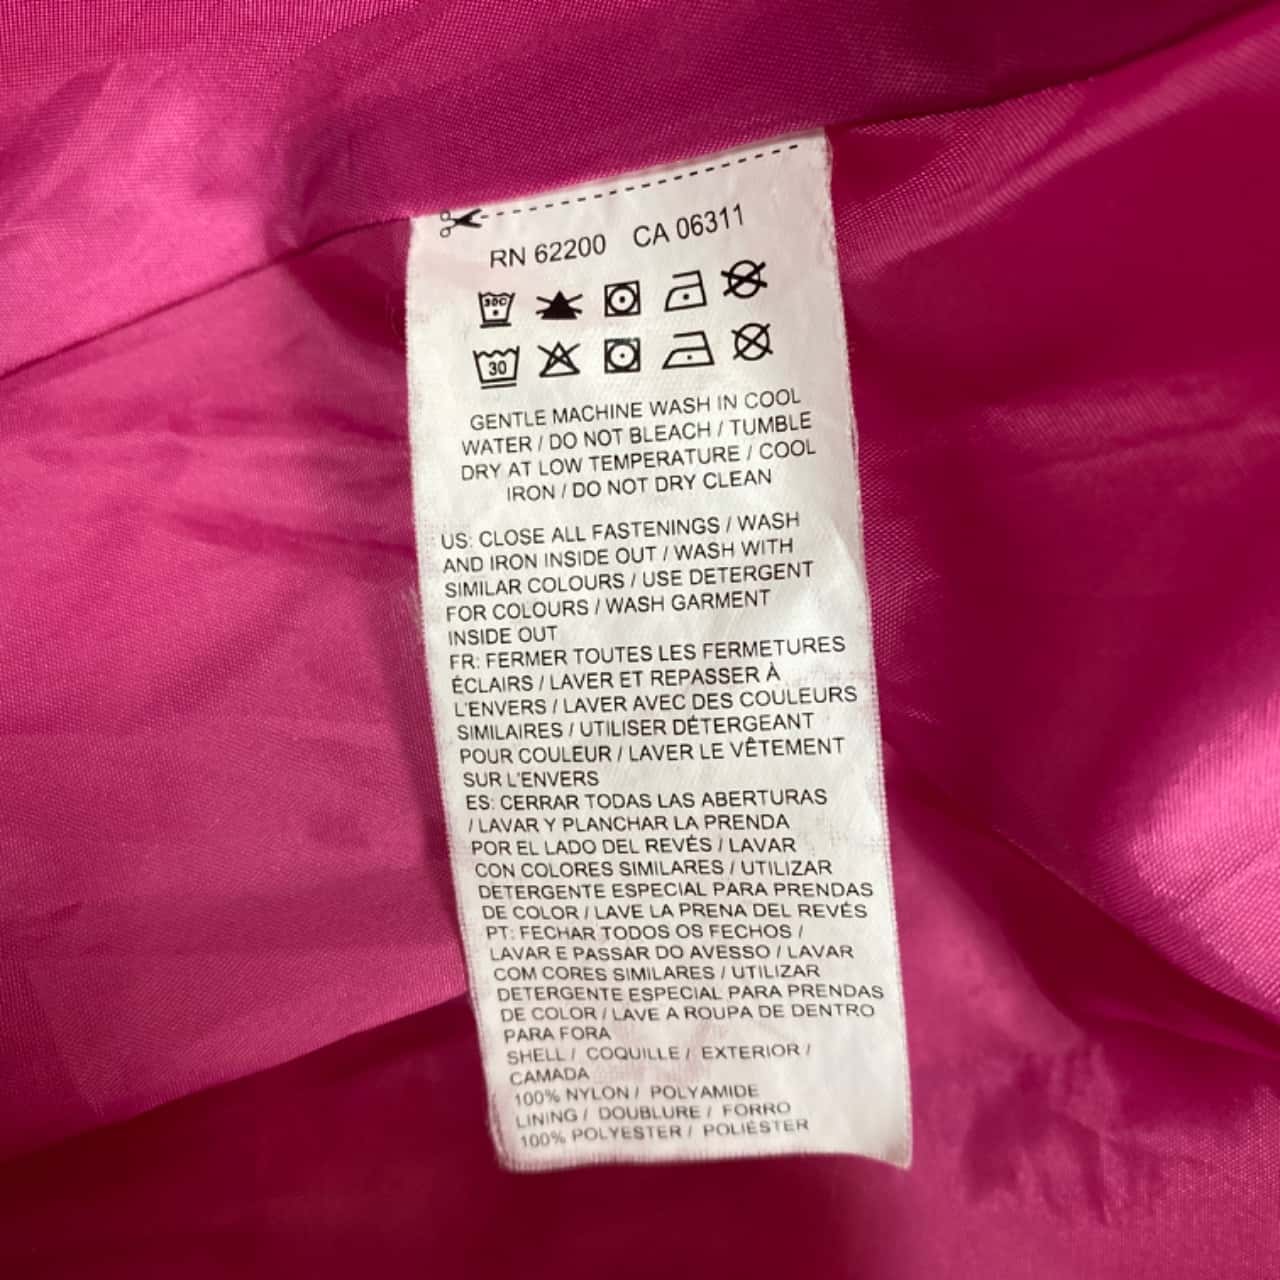 RN 62200 CA 06311
30C
30
GENTLE MACHINE WASH IN COOL
WATER / DO NOT BLEACH / TUMBLE
DRY AT LOW TEMPERATURE / COOL
IRON / DO NOT DRY CLEAN
US: CLOSE ALL FASTENINGS / WASH
AND IRON INSIDE OUT / WASH WITH
SIMILAR COLOURS / USE DETERGENT
FOR COLOURS / WASH GARMENT
INSIDE OUT
FR: FERMER TOUTES LES FERMETURES
ÉCLAIRS / LAVER ET REPASSER À
L'ENVERS / LAVER AVEC DES COULEURS
SIMILAIRES / UTILISER DÉTERGEANT
POUR COULEUR / LAVER LE VÊTEMENT
SUR L'ENVERS
ES: CERRAR TODAS LAS ABERTURAS
/ LAVAR Y PLANCHAR LA PRENDA
POR EL LADO DEL REVÉS / LAVAR
CON COLORES SIMILARES / UTILIZAR
DETERGENTE ESPECIAL PARA PRENDAS
DE COLOR / LAVE LA PRENA DEL REVÉS
PT: FECHAR TODOS OS FECHOS /
LAVAR E PASSAR DO AVESSO / LAVAR
COM CORES SIMILARES / UTILIZAR
DETERGENTE ESPECIAL PARA PRENDAS
DE COLOR / LAVE A ROUPA DE DENTRO
PARA FORA
SHELL / COQUILLE / EXTERIOR /
CAMADA
100% NYLON / POLYAMIDE
LINING / DOUBLURE / FORRO
100% POLYESTER / POLIÉSTER